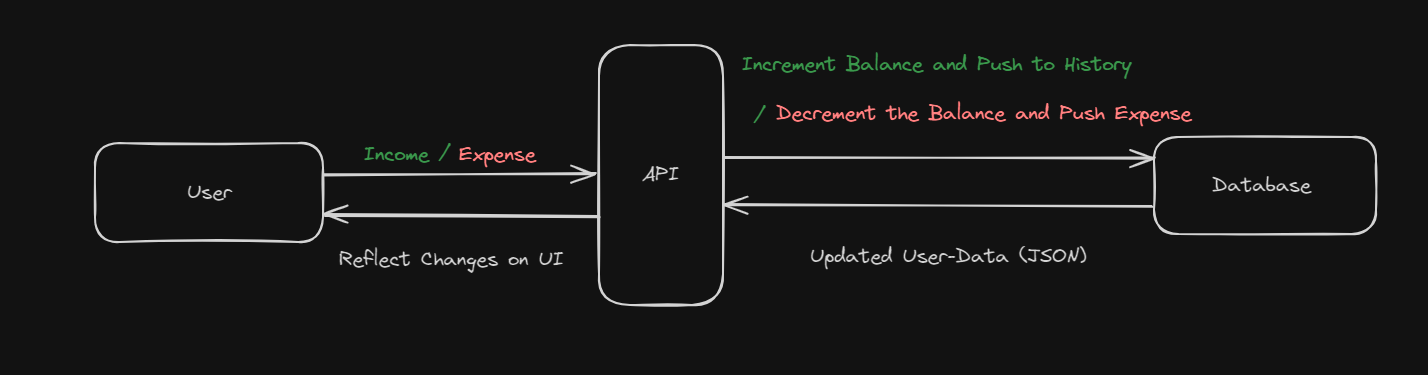 Increment Balance and Push to History
/ Decrement the Balance and Push Expense
Income / Expense
User
API
Database
Reflect Changes on UI
Updated User-Data (JSON)